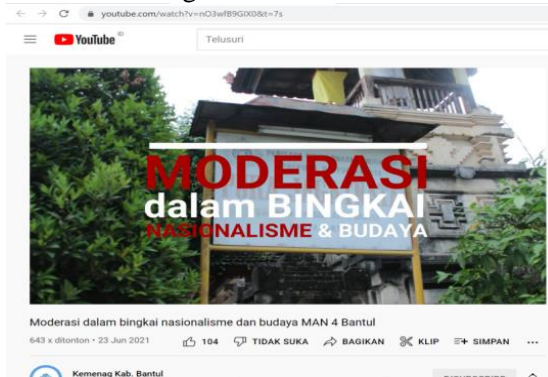 youtube.com/watch?v=nO3wfB9GIX0&t=7s
YouTube ID
Telusuri
MODERASI
dalam BINGKAI
NASIONALISME & BUDAYA
Moderasi dalam bingkai nasionalisme dan budaya MAN 4 Bantul
643 x ditonton • 23 Jun 2021
104
TIDAK SUKA
BAGIKAN
KLIP
SIMPAN
Kemenag Kab. Bantul